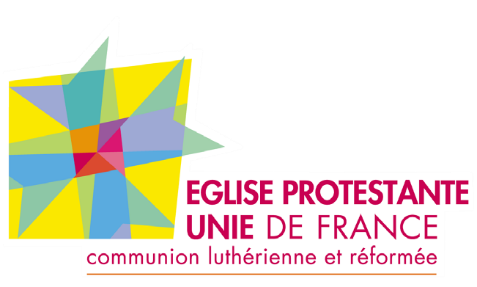 EGLISE PROTESTANTE
UNIE DE FRANCE
communion luthérienne et réformée